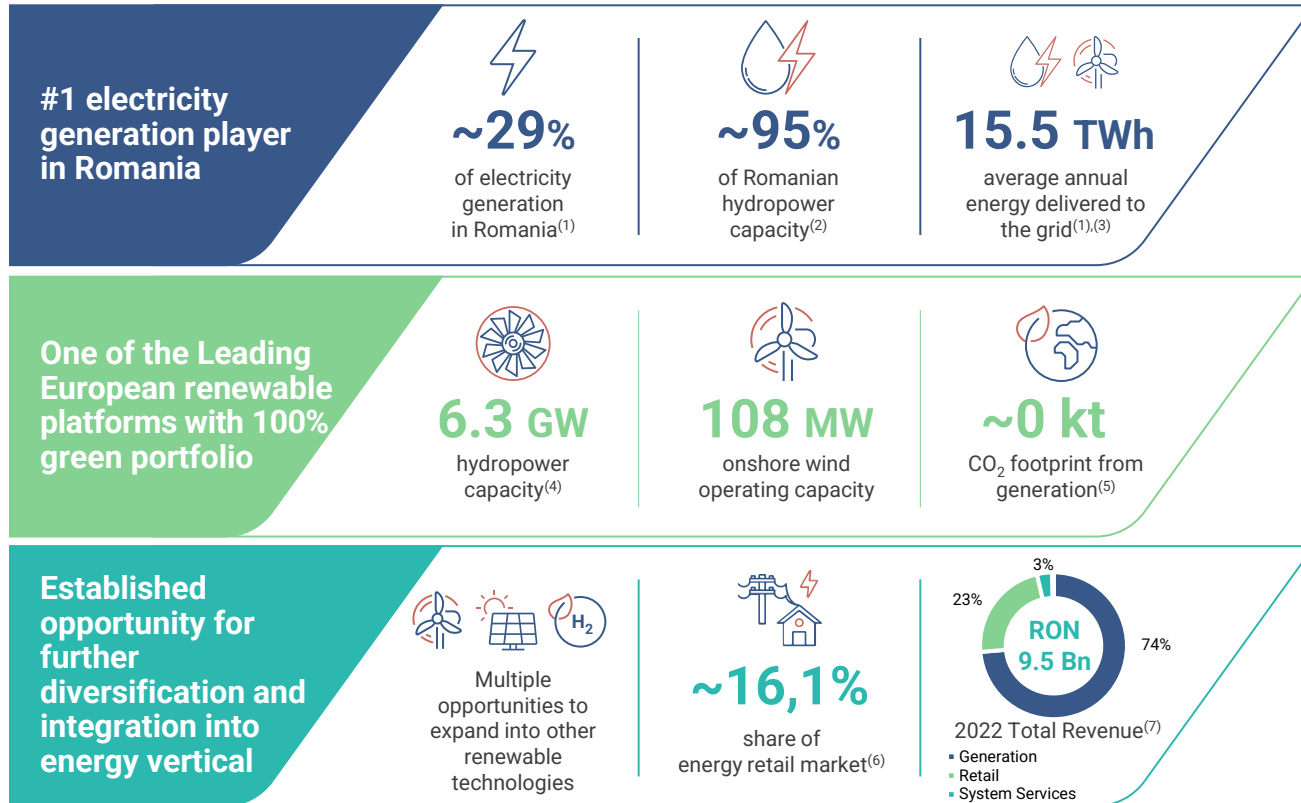 #1 electricity
generation player
in Romania
~29%
of electricity
generation
in Romania(1)
~95%
of Romanian
hydropower
capacity(2)
15.5 TWh
average annual
energy delivered to
the grid(1),(3)
One of the Leading
European renewable
platforms with 100%
green portfolio
6.3 GW
hydropower
capacity(4)
108 MW
onshore wind
operating capacity
~0 kt
CO2 footprint from
generation(5)
Established
opportunity for
further
diversification and
integration into
energy vertical
H2
Multiple
opportunities to
expand into other
renewable
technologies
~16,1%
share of
energy retail market(6)
3%
23%
74%
RON
9.5 Bn
2022 Total Revenue(7)
Generation
Retail
System Services